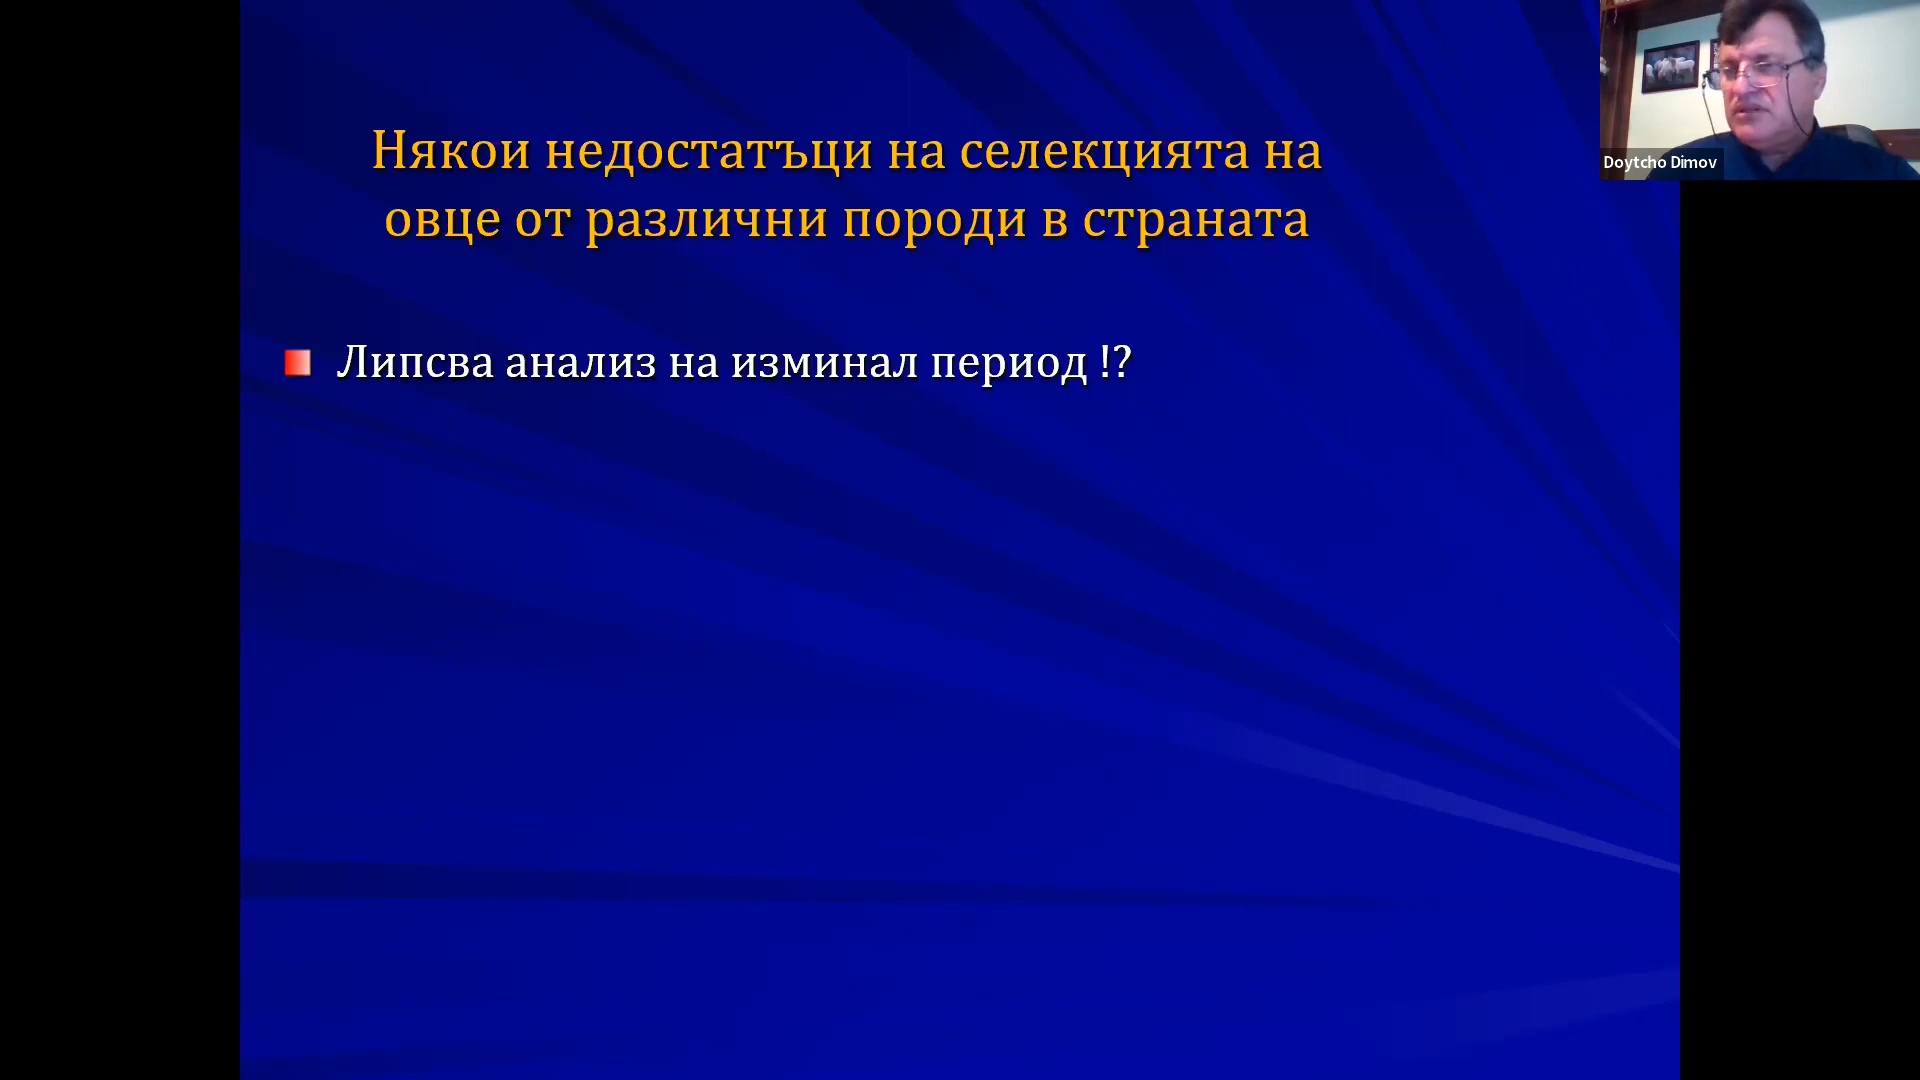 Някои недостатъци на селекцията на
овце от различни породи в страната
Липсва анализ на изминал период !?
Doytcho Dimov